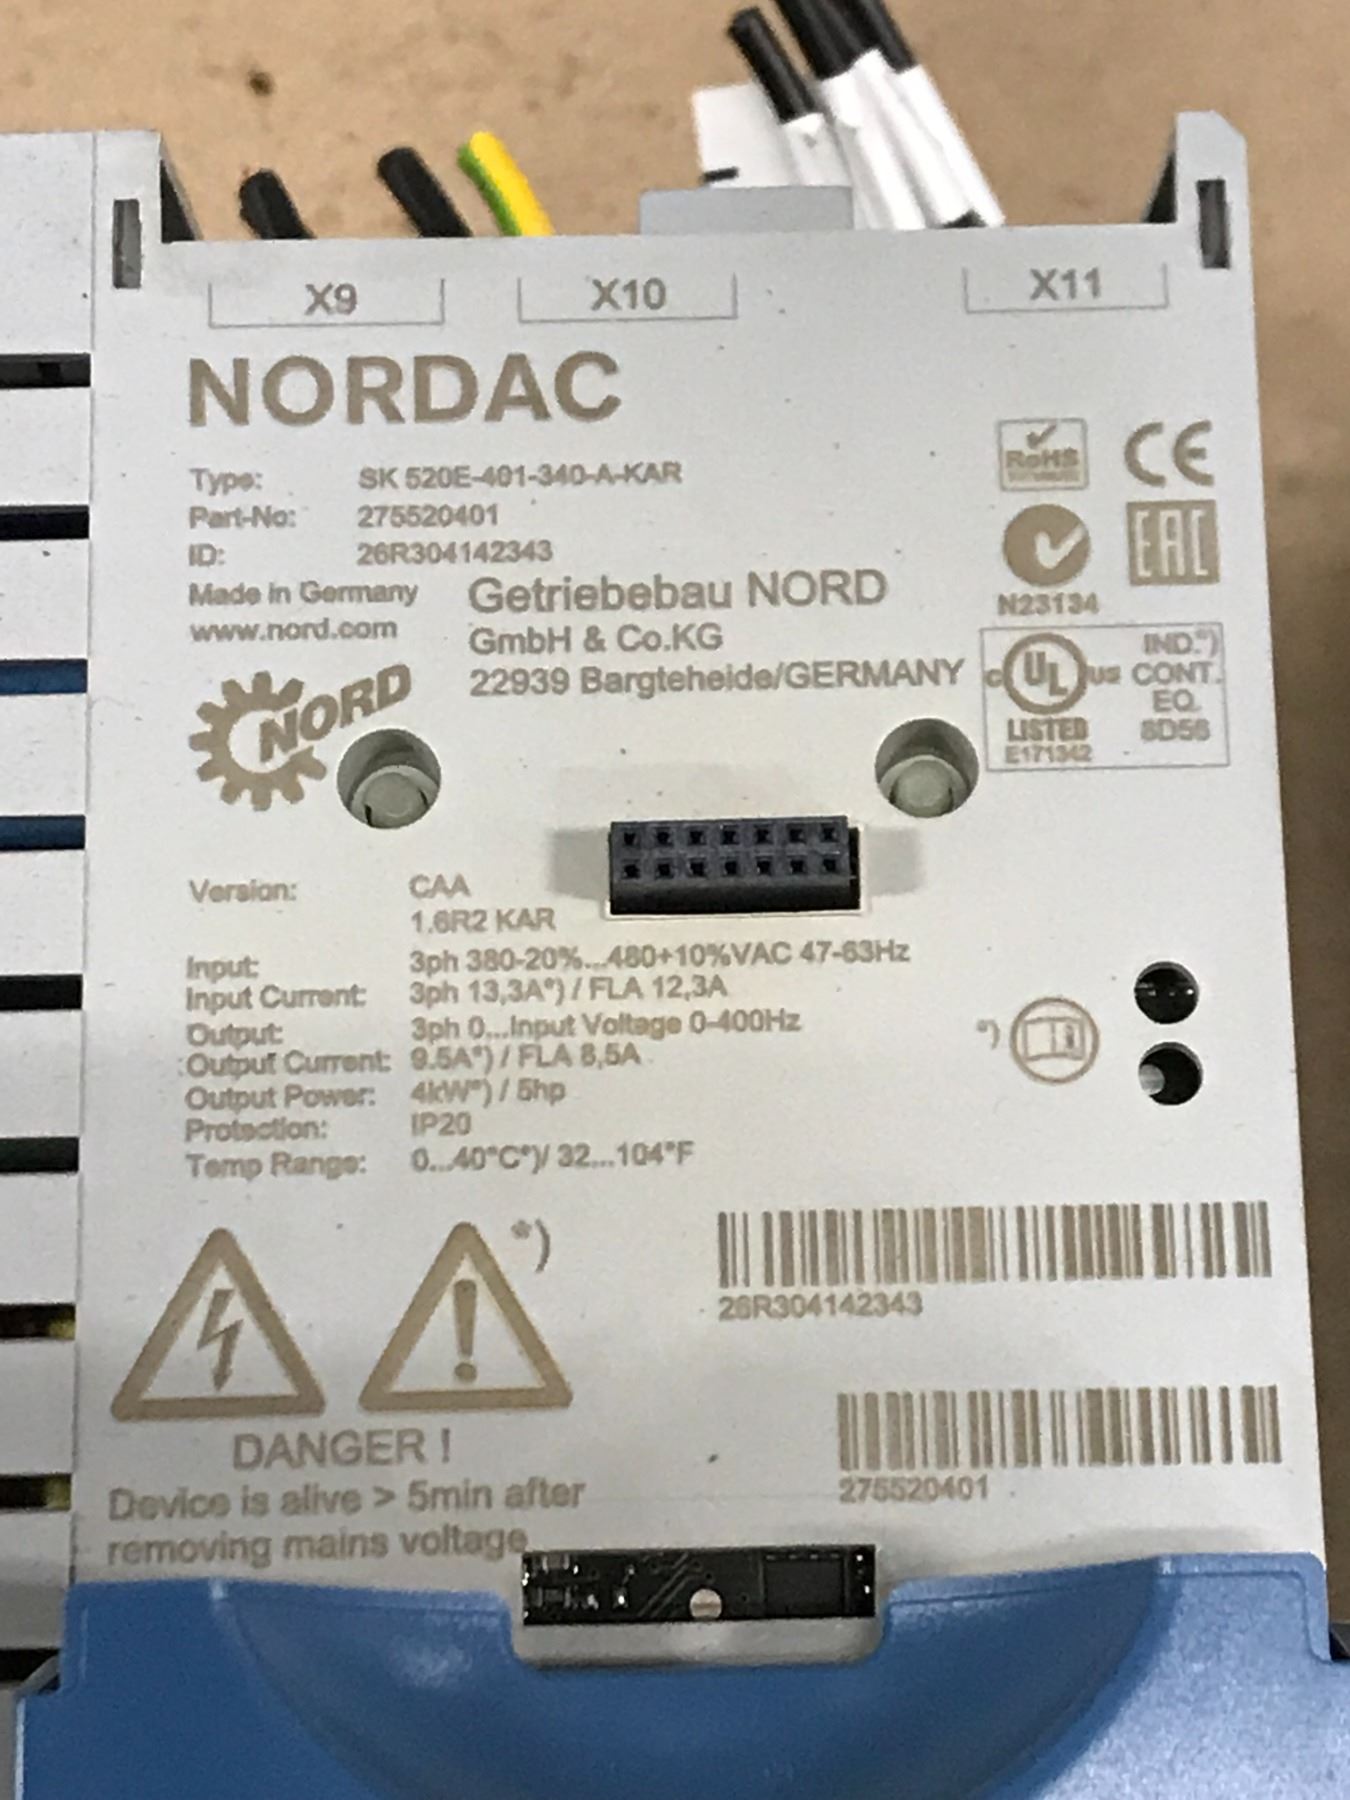 X9 X10 X11
NORDAC
Type: SK 520E-401-340-A-KAR
Part-No: 275520401
ID: 26R304142343
Made in Germany
www.nord.com
Getriebebau NORD
GmbH & Co.KG
22939 Bargteheide/GERMANY
NORD
RoHS
CE
EAC
N23134
c UL us
LISTED
E171342
IND.*)
CONT.
EQ.
8D56
Version: CAA
1.6R2 KAR
Input: 3ph 380-20%...480+10%VAC 47-63Hz
Input Current: 3ph 13,3A*) / FLA 12,3A
Output: 3ph 0...Input Voltage 0-400Hz
Output Current: 9.5A*) / FLA 8,5A
Output Power: 4kW*) / 5hp
Protection: IP20
Temp Range: 0...40°C*)/ 32...104°F
*)
*)
26R304142343
275520401
DANGER !
Device is alive > 5min after
removing mains voltage